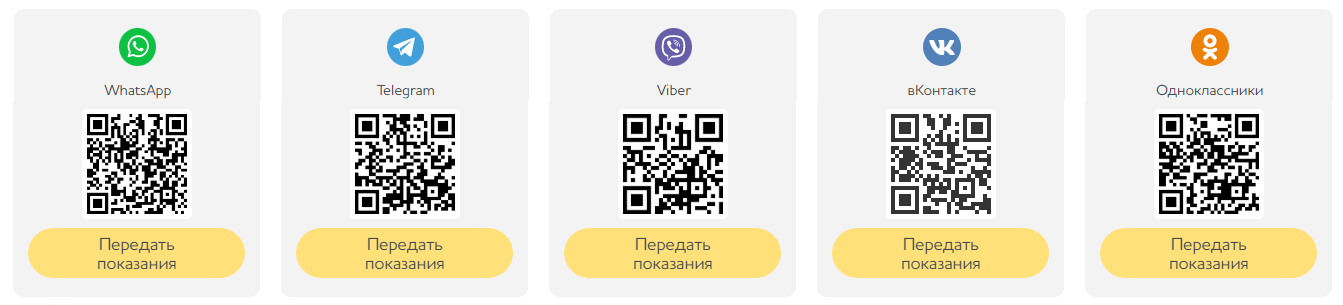 WhatsApp
Telegram
Viber
вКонтакте
Одноклассники
Передать
показания
Передать
показания
Передать
показания
Передать
показания
Передать
показания